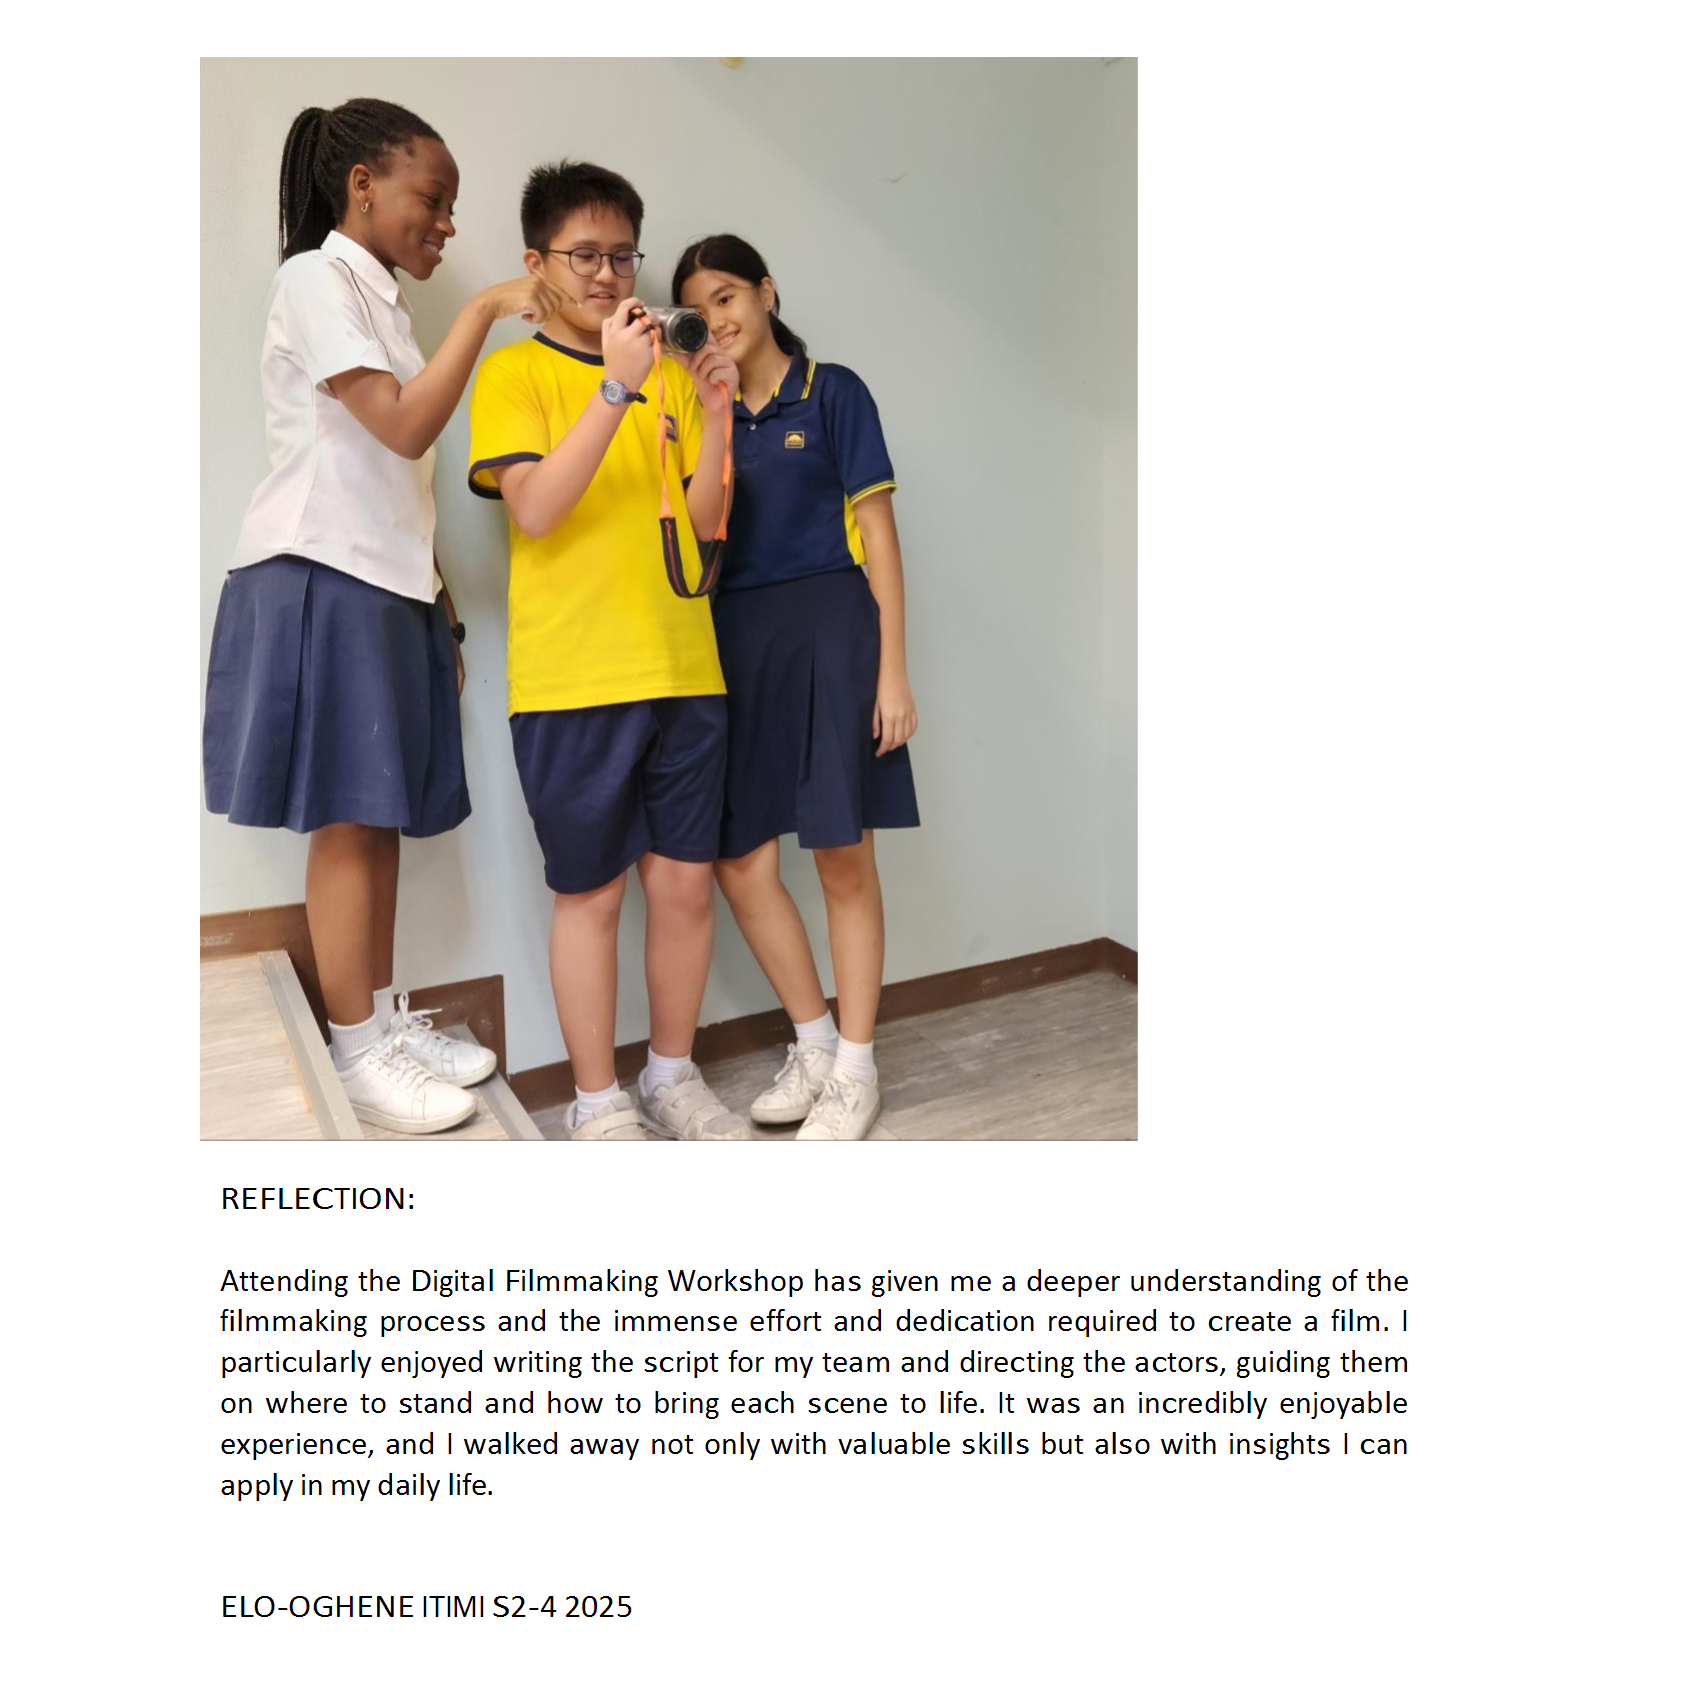 REFLECTION:
Attending the Digital Filmmaking Workshop has given me a deeper understanding of the
filmmaking process and the immense effort and dedication required to create a film. I
particularly enjoyed writing the script for my team and directing the actors, guiding them
on where to stand and how to bring each scene to life. It was an incredibly enjoyable
experience, and I walked away not only with valuable skills but also with insights I can
apply in my daily life.
ELO-OGHENE ITIMI S2-4 2025